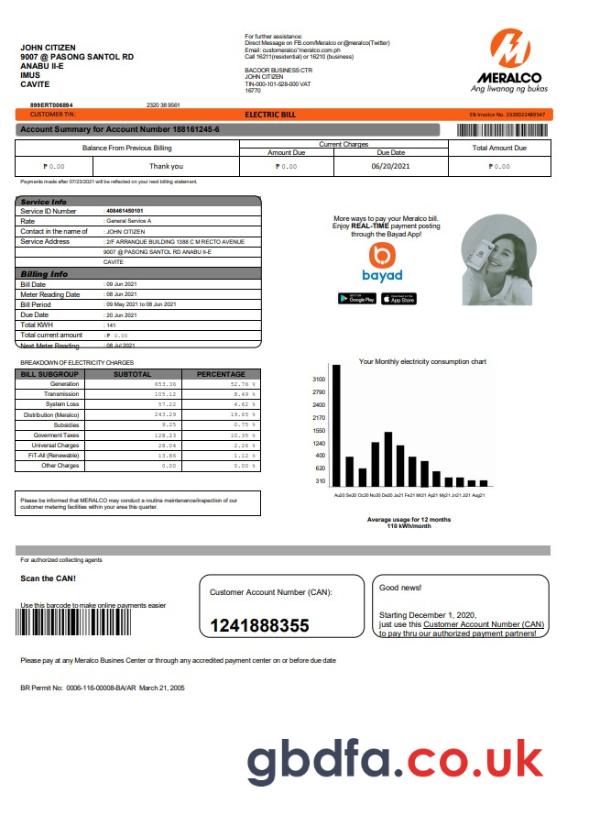 JOHN CITIZEN
9007 @ PASONG SANTOL RD
ANABU II-E
IMUS
CAVITE
For further assistance:
Direct Message on FB.com/Meralco or @meralco(Twitter)
Email: customeralco"meralco.com.ph
Call 16211(residential) or 16210 (business)
BACOOR BUSINESS CTR
JOHN CITIZEN
TIN-000-101-528-000 VAT
16770
MERALCO
Ang liwanag ng bukas
899ERT006894 2320 38 9561
CUSTOMER TIN: ELECTRIC BILL
Account Summary for Account Number 188161245-6
Balance From Previous Billing Current Charges Total Amount Due
Amount Due Due Date
₱ 0.00 Thank you ₱ 0.00 06/20/2021 ₱ 0.00
Payments made after 07/23/2021 will be reflected on your next billing statement.
Service Info
Service ID Number : 408461450101
Rate : General Service A
Contact in the name of : JOHN CITIZEN
Service Address : 2/F ARRANQUE BUILDING 1388 C M RECTO AVENUE
9007 @ PASONG SANTOL RD ANABU II-E
CAVITE
Billing Info
Bill Date : 09 Jun 2021
Meter Reading Date : 08 Jun 2021
Bill Period : 09 May 2021 to 08 Jun 2021
Due Date : 20 Jun 2021
Total KWH : 141
Total current amount : ₱ 0.00
Next Meter Reading : 08 Jul 2021
More ways to pay your Meralco bill.
Enjoy REAL-TIME payment posting
through the Bayad App!
bayad
Google Play
App Store
BREAKDOWN OF ELECTRICITY CHARGES
BILL SUBGROUP SUBTOTAL PERCENTAGE
Generation 653.36 52.76 %
Transmission 105.12 8.49 %
System Loss 57.22 4.62 %
Distribution (Meralco) 243.29 19.65 %
Subsidies 9.25 0.75 %
Goverment Taxes 128.23 10.35 %
Universal Charges 28.04 2.26 %
FiT-All (Renewable) 13.86 1.12 %
Other Charges 0.00 0.00 %
Your Monthly electricity consumption chart
3100
2790
2400
2170
1550
1240
400
620
310
Au20 Se20 Oc20 No20 De20 Ja21 Fe21 Ma21 Ap21 My21 Jn21 JI21 Aug21
Average usage for 12 months
118 kWh/month
Please be informed that MERALCO may conduct a routine maintenance/inspection of our
customer metering facilities within your area this quarter.
For authorized collecting agents
Scan the CAN!
Use this barcode to make online payments easier
Customer Account Number (CAN):
1241888355
Good news!
Starting December 1, 2020,
just use this Customer Account Number (CAN)
to pay thru our authorized payment partners!
Please pay at any Meralco Busines Center or through any accredited payment center on or before due date
BR Permit No: 0006-116-00008-BA/AR March 21, 2005
gbdfa.co.uk